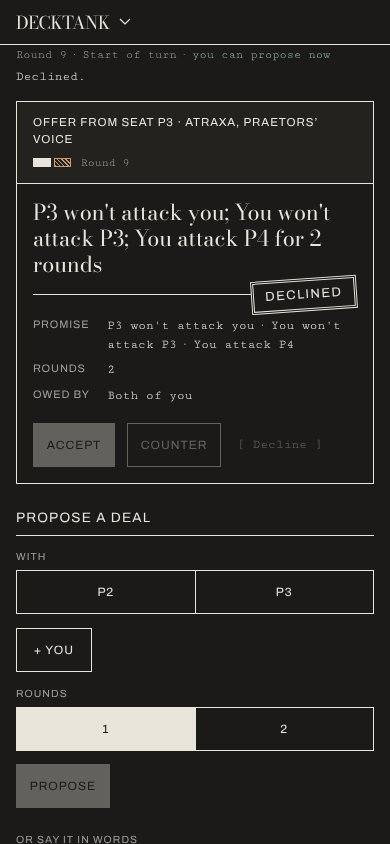 DECKTANK
Round 9 · Start of turn · you can propose now
Declined.
OFFER FROM SEAT P3 · ATRAXA, PRAETORS’
VOICE
Round 9
P3 won't attack you; You won't
attack P3; You attack P4 for 2
rounds
DECLINED
PROMISE P3 won't attack you · You won't
attack P3 · You attack P4
ROUNDS 2
OWED BY Both of you
ACCEPT COUNTER [ Decline ]
PROPOSE A DEAL
WITH
P2 P3
+ YOU
ROUNDS
1 2
PROPOSE
OR SAY IT IN WORDS